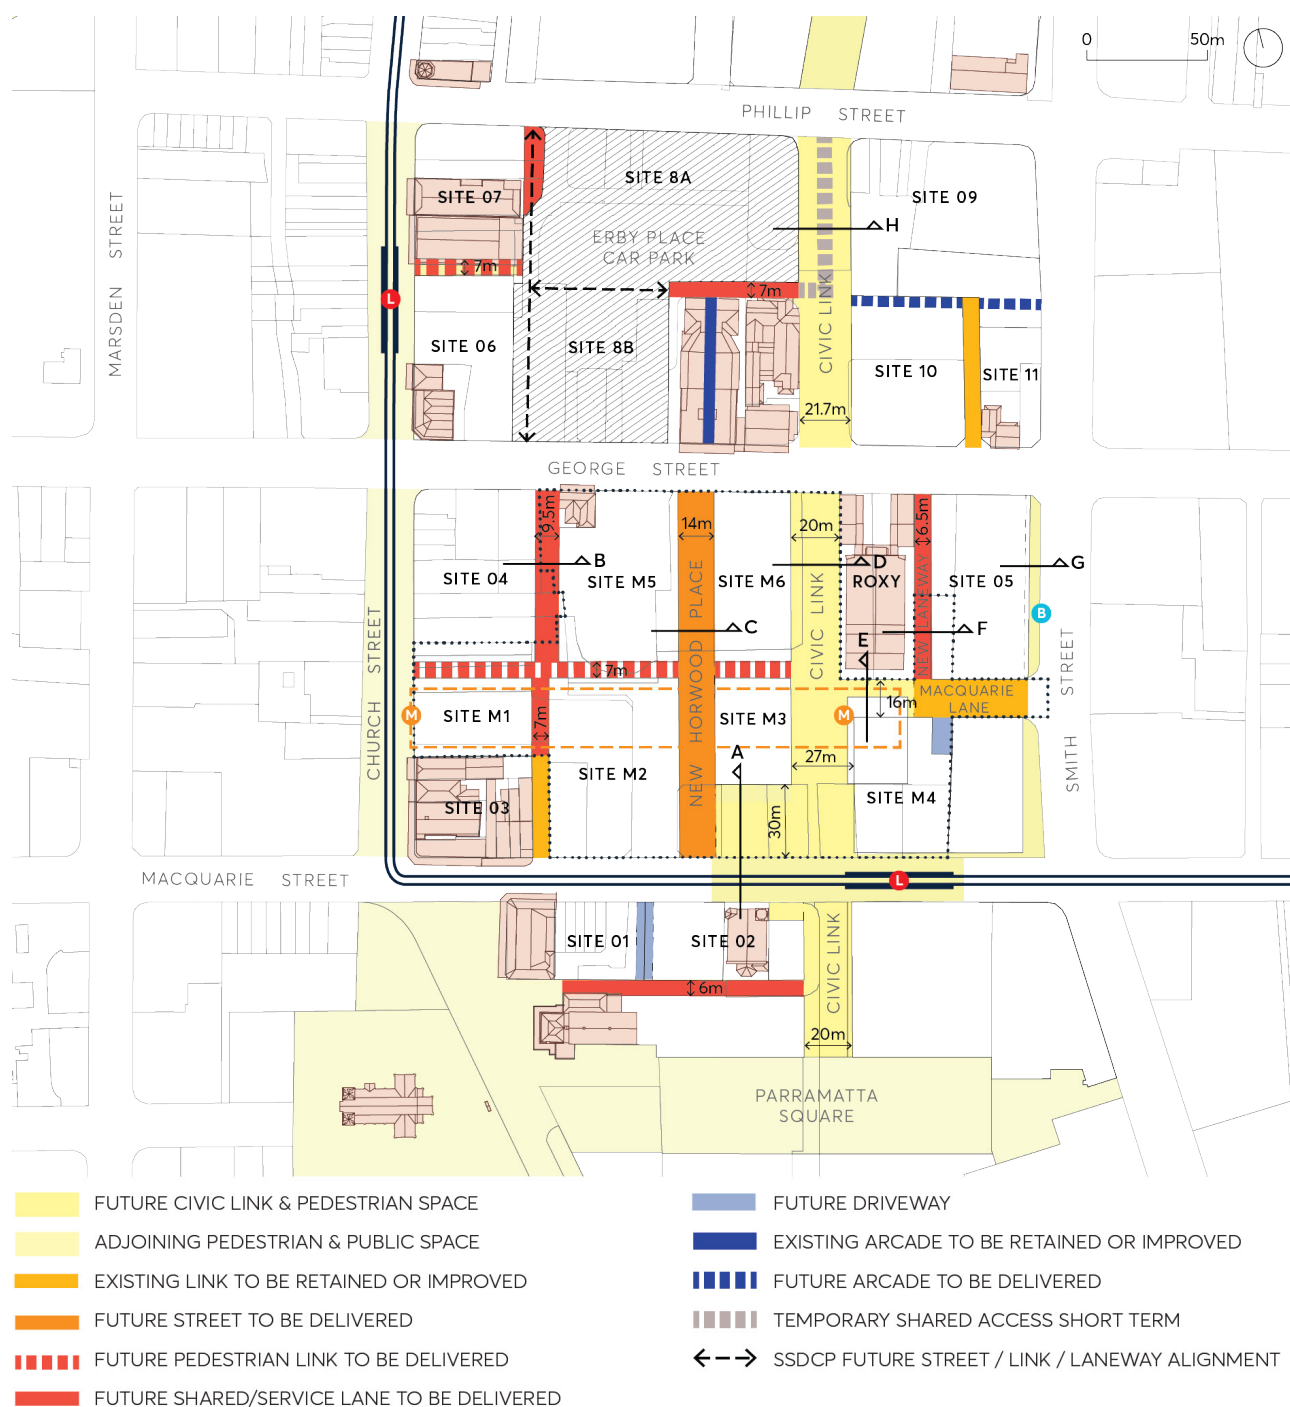 0 50m
PHILLIP STREET
SITE 8A
SITE 07
SITE 09
MARSDEN STREET
H
ERBY PLACE
CAR PARK
7m
7m
L
CIVIC LINK
SITE 06
SITE 8B
SITE 10
SITE 11
21.7m
GEORGE STREET
9.5m
14m
20m
6.5m
B
D
G
SITE 04
SITE M5
SITE M6
ROXY
SITE 05
NEW HORWOOD PLACE
CIVIC LINK
NEW LANEWAY
B
C
F
E
CHURCH STREET
SMITH STREET
7m
MACQUARIE
LANE
16m
M
SITE M1
7m
SITE M3
M
A
27m
SITE M2
SITE M4
SITE 03
30m
MACQUARIE STREET
L
SITE 01
SITE 02
CIVIC LINK
6m
20m
PARRAMATTA
SQUARE
FUTURE CIVIC LINK & PEDESTRIAN SPACE
ADJOINING PEDESTRIAN & PUBLIC SPACE
EXISTING LINK TO BE RETAINED OR IMPROVED
FUTURE STREET TO BE DELIVERED
FUTURE PEDESTRIAN LINK TO BE DELIVERED
FUTURE SHARED/SERVICE LANE TO BE DELIVERED
FUTURE DRIVEWAY
EXISTING ARCADE TO BE RETAINED OR IMPROVED
FUTURE ARCADE TO BE DELIVERED
TEMPORARY SHARED ACCESS SHORT TERM
SSDCP FUTURE STREET / LINK / LANEWAY ALIGNMENT